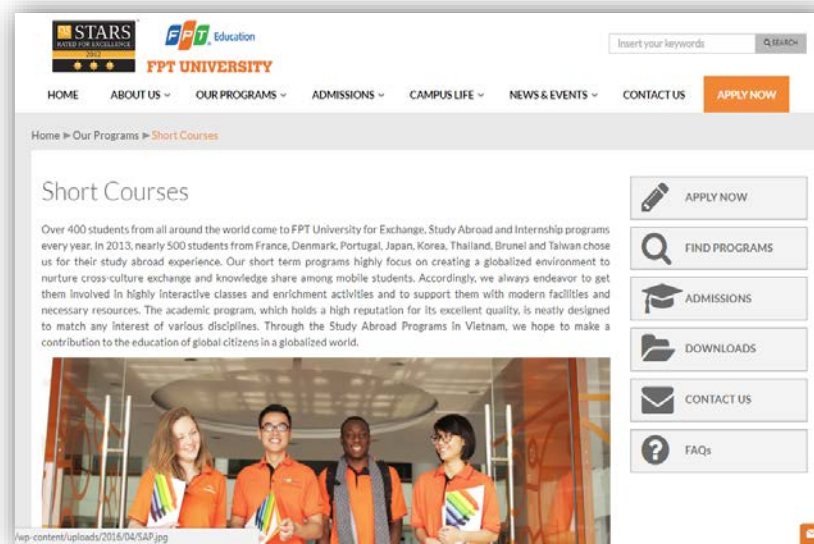 QS STARS
RATED FOR EXCELLENCE
2012
FPT Education
FPT UNIVERSITY
Insert your keywords
SEARCH
HOME
ABOUT US
OUR PROGRAMS
ADMISSIONS
CAMPUS LIFE
NEWS & EVENTS
CONTACT US
APPLY NOW
Home ▶ Our Programs ▶ Short Courses
Short Courses
Over 400 students from all around the world come to FPT University for Exchange, Study Abroad and Internship programs
every year. In 2013, nearly 500 students from France, Denmark, Portugal, Japan, Korea, Thailand, Brunei and Taiwan chose
us for their study abroad experience. Our short term programs highly focus on creating a globalized environment to
nurture cross-culture exchange and knowledge share among mobile students. Accordingly, we always endeavor to get
them involved in highly interactive classes and enrichment activities and to support them with modern facilities and
necessary resources. The academic program, which holds a high reputation for its excellent quality, is neatly designed
to match any interest of various disciplines. Through the Study Abroad Programs in Vietnam, we hope to make a
contribution to the education of global citizens in a globalized world.
APPLY NOW
FIND PROGRAMS
ADMISSIONS
DOWNLOADS
CONTACT US
FAQs
/wp-content/uploads/2016/04/SAP.jpg